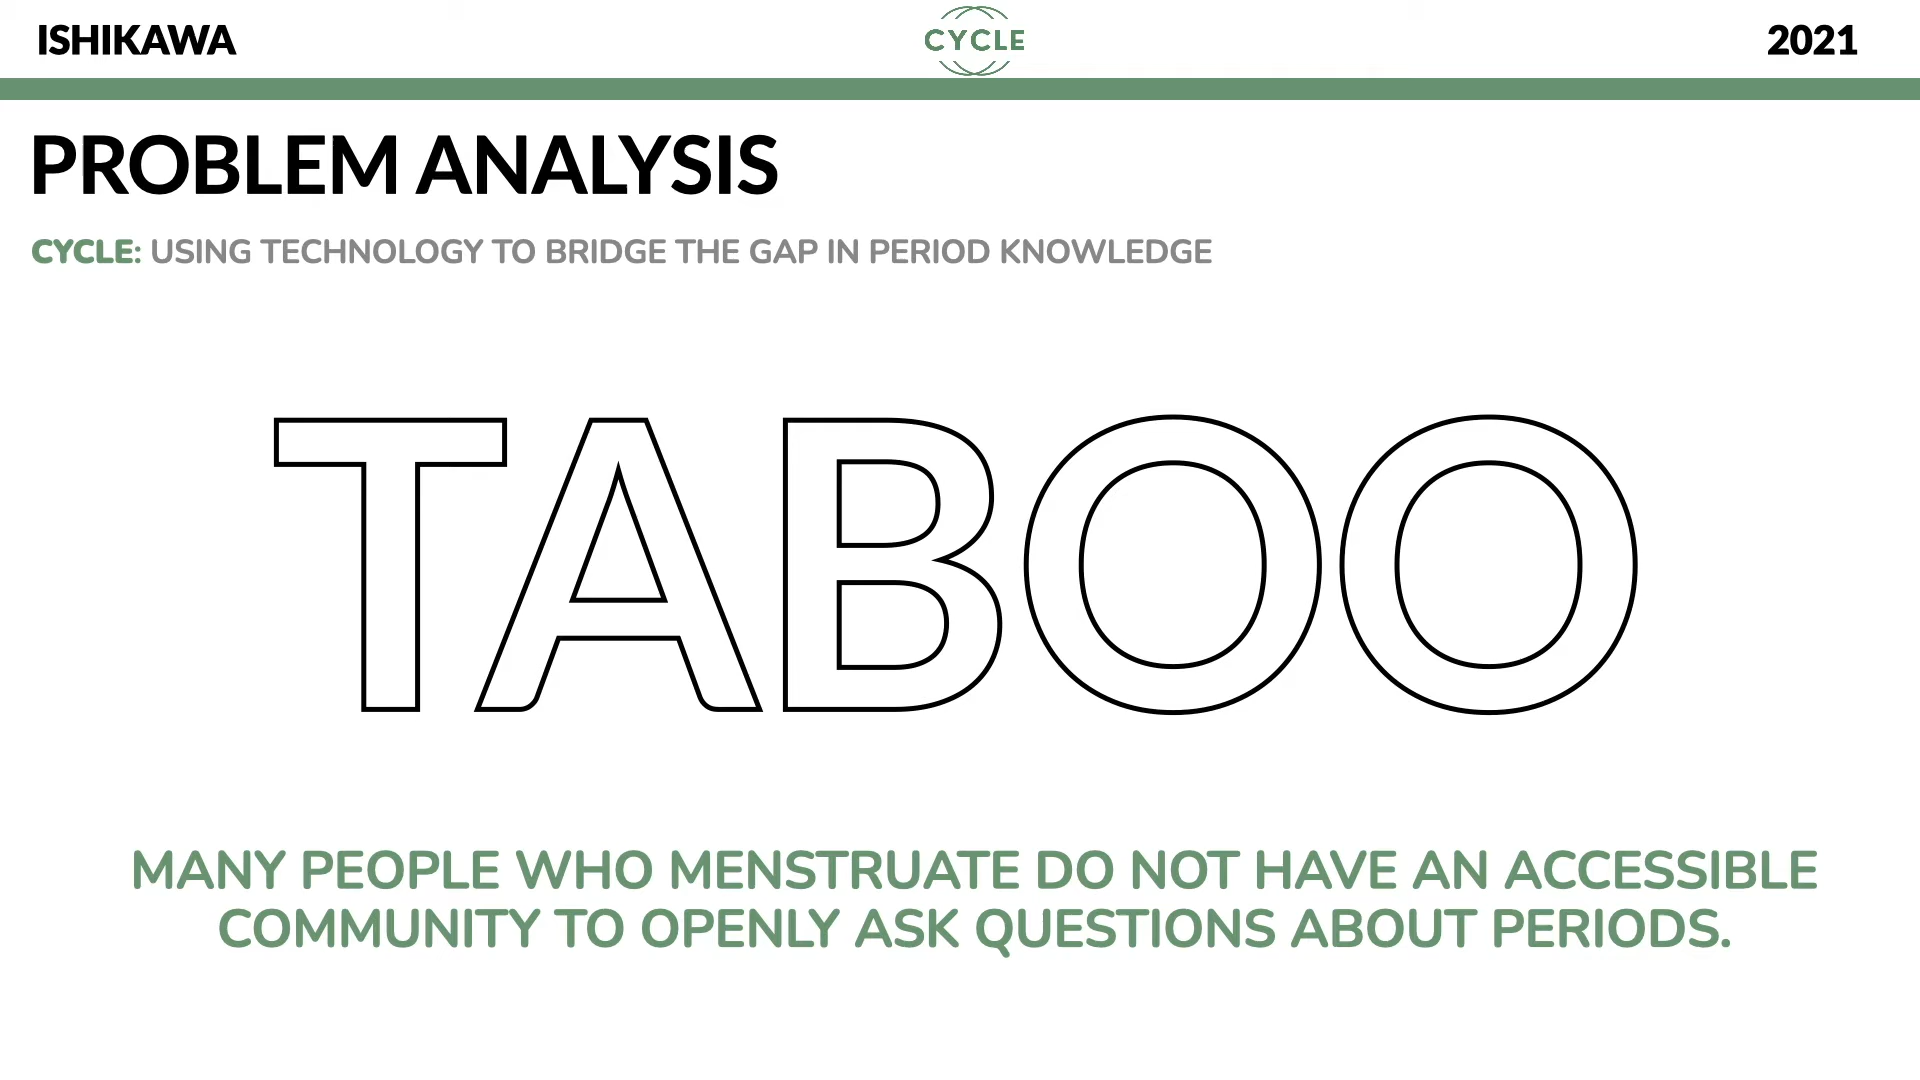 ISHIKAWA
CYCLE
2021
PROBLEM ANALYSIS
CYCLE: USING TECHNOLOGY TO BRIDGE THE GAP IN PERIOD KNOWLEDGE
TABOO
MANY PEOPLE WHO MENSTRUATE DO NOT HAVE AN ACCESSIBLE
COMMUNITY TO OPENLY ASK QUESTIONS ABOUT PERIODS.